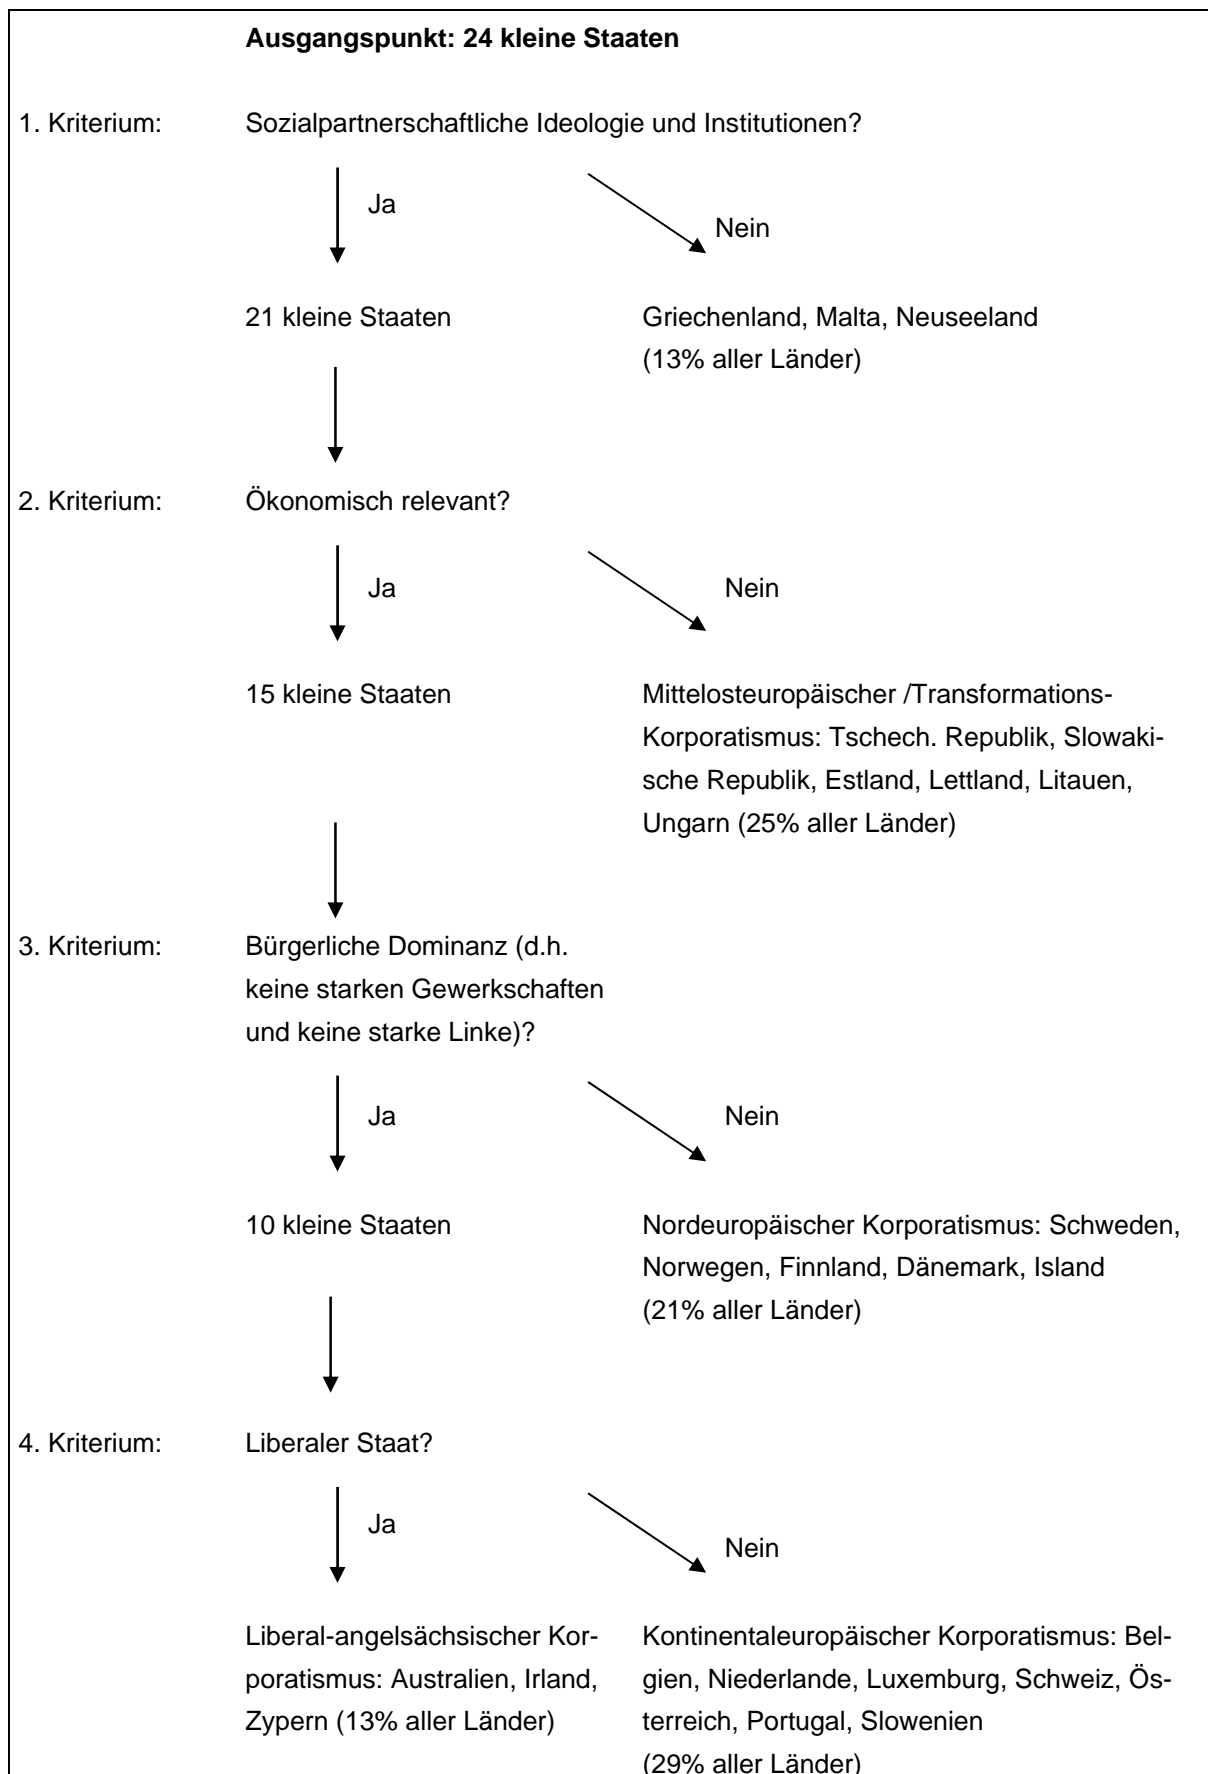 Ausgangspunkt: 24 kleine Staaten
1. Kriterium: Sozialpartnerschaftliche Ideologie und Institutionen?
Ja
Nein
21 kleine Staaten
Griechenland, Malta, Neuseeland
(13% aller Länder)
2. Kriterium: Ökonomisch relevant?
Ja
Nein
15 kleine Staaten
Mittelosteuropäischer /Transformations-
Korporatismus: Tschech. Republik, Slowaki-
sche Republik, Estland, Lettland, Litauen,
Ungarn (25% aller Länder)
3. Kriterium: Bürgerliche Dominanz (d.h.
keine starken Gewerkschaften
und keine starke Linke)?
Ja
Nein
10 kleine Staaten
Nordeuropäischer Korporatismus: Schweden,
Norwegen, Finnland, Dänemark, Island
(21% aller Länder)
4. Kriterium: Liberaler Staat?
Ja
Nein
Liberal-angelsächsischer Kor-
poratismus: Australien, Irland,
Zypern (13% aller Länder)
Kontinentaleuropäischer Korporatismus: Bel-
gien, Niederlande, Luxemburg, Schweiz, Ös-
terreich, Portugal, Slowenien
(29% aller Länder)